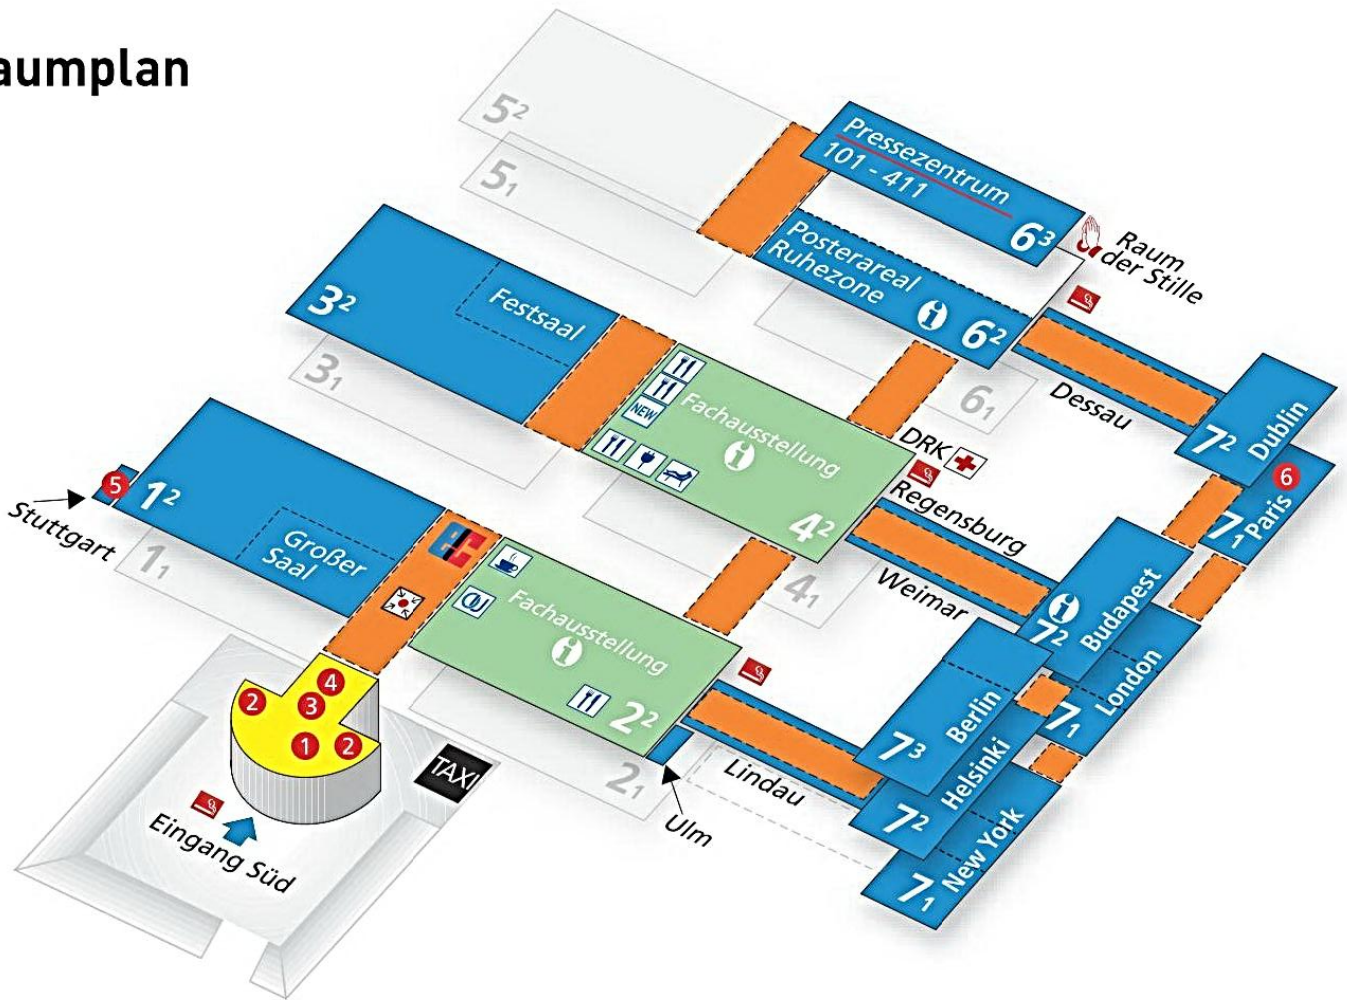 aumplan
5²
5₁
Pressezentrum
101 - 411
6³
Raum
der Stille
Posterareal
Ruhezone
i
6²
6₁
3²
Festsaal
3₁
Dessau
7²
Dublin
NEW
Fachausstellung
i
4²
4₁
DRK
Regensburg
Weimar
6
7₁
Paris
5
Stuttgart
1²
Großer
Saal
1₁
EC
Fachausstellung
i
2²
2₁
i
7²
Budapest
7³
Berlin
7₁
London
4
2
3
1
2
TAXI
Eingang Süd
Lindau
Ulm
7²
Helsinki
7₁
New York